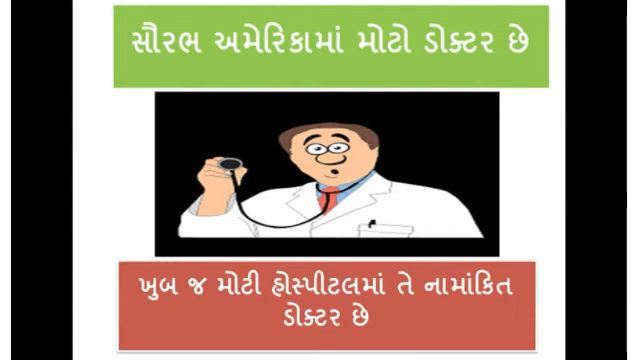 સૌરભ અમેરિકામાં મોટો ડોક્ટર છે
ખુબ જ મોટી હોસ્પીટલમાં તે નામાંકિત
ડોક્ટર છે